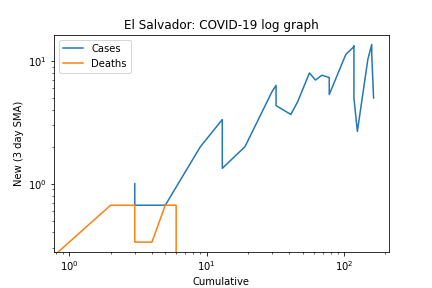 El Salvador: COVID-19 log graph
Cases
Deaths
10¹
10⁰
New (3 day SMA)
10⁰ 10¹ 10²
Cumulative